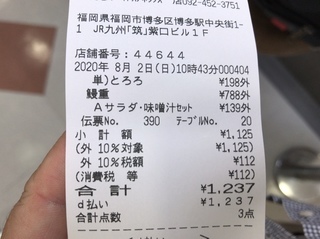 福岡県福岡市博多区博多駅中央街1-
1 JR九州「筑」紫口ビル1F
店舗番号:44644
2020年 8月 2日(日)10時43分000404
単)とろろ ¥198外
鰻重 ¥788外
Aサラダ・味噌汁セット ¥139外
伝票No. 390 テーブルNo. 20
小 計 額 ¥1,125
(外 10%対象 ¥1,125)
(外 10%税額 ¥112)
(消費税 等 ¥112)
合 計 ¥1,237
d払い ¥1,237
合計点数 3点